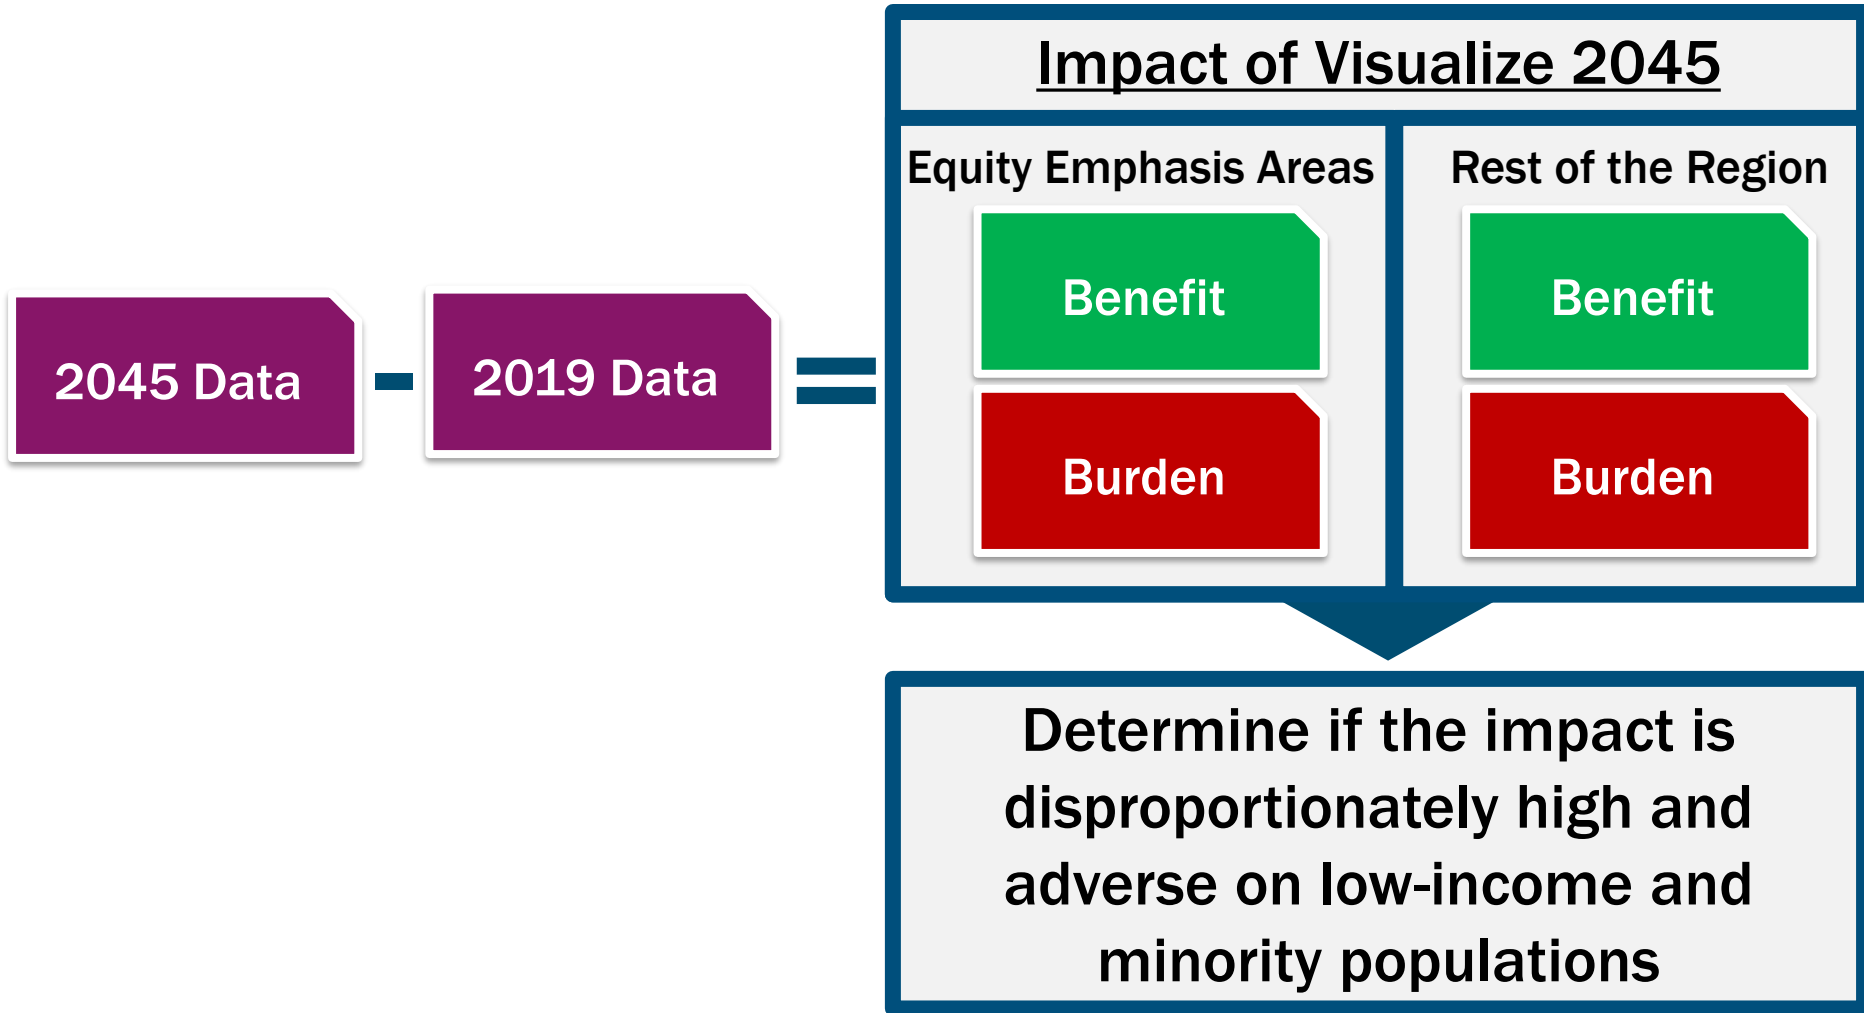 2045 Data
-
2019 Data
=
Impact of Visualize 2045
Equity Emphasis Areas
Benefit
Burden
Rest of the Region
Benefit
Burden
Determine if the impact is
disproportionately high and
adverse on low-income and
minority populations